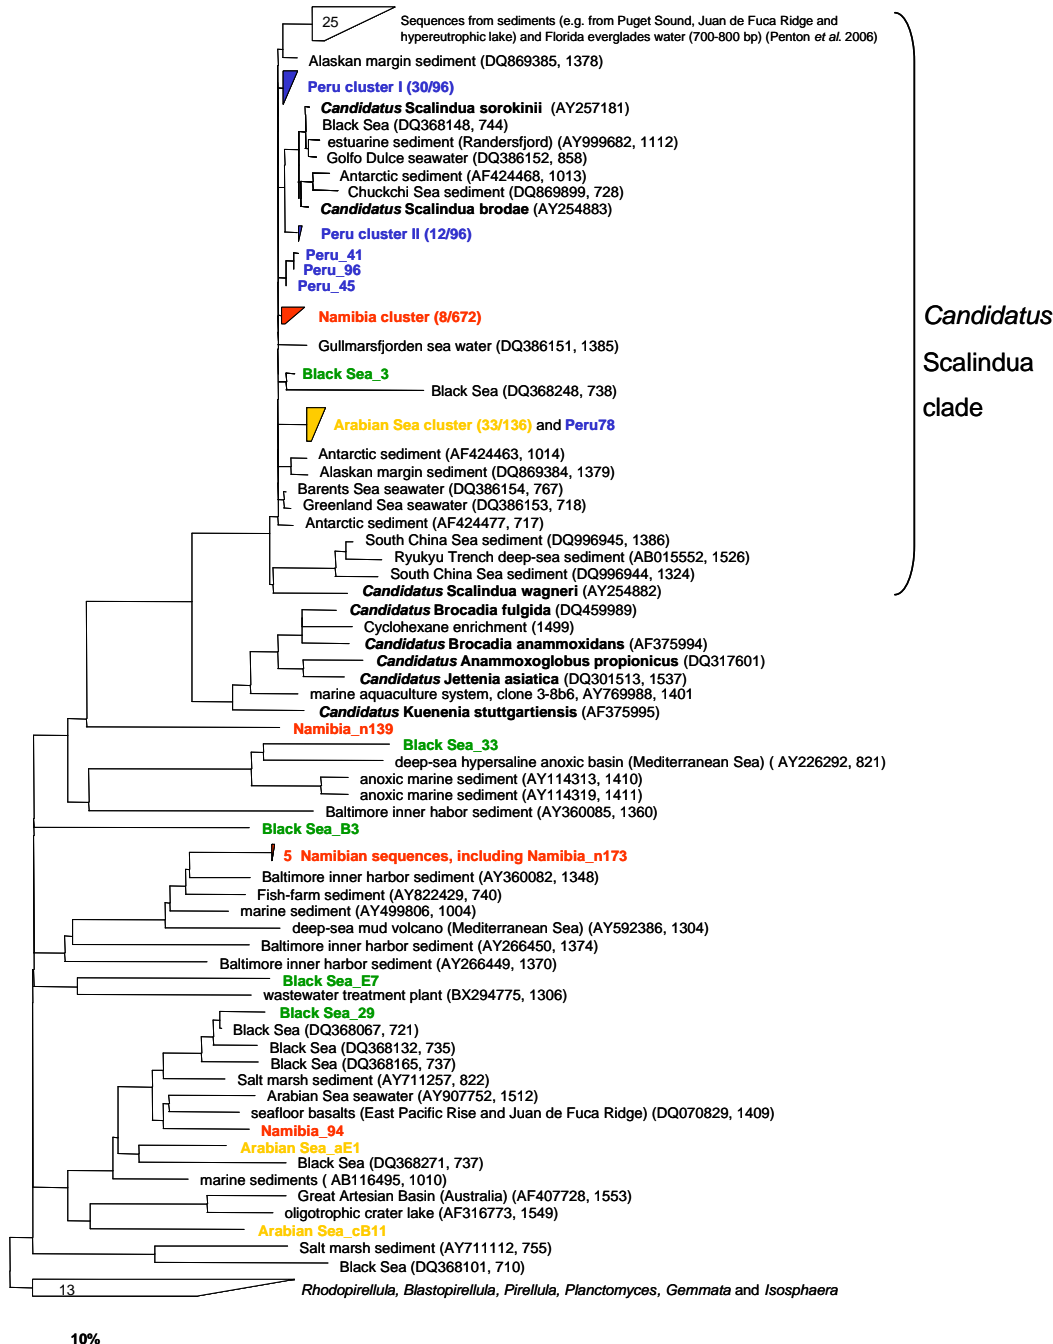 25
Sequences from sediments (e.g. from Puget Sound, Juan de Fuca Ridge and
hypereutrophic lake) and Florida everglades water (700-800 bp) (Penton et al. 2006)
Alaskan margin sediment (DQ869385, 1378)
Peru cluster I (30/96)
Candidatus Scalindua sorokinii (AY257181)
Black Sea (DQ368148, 744)
estuarine sediment (Randersfjord) (AY999682, 1112)
Golfo Dulce seawater (DQ386152, 858)
Antarctic sediment (AF424468, 1013)
Chuckchi Sea sediment (DQ869899, 728)
Candidatus Scalindua brodae (AY254883)
Peru cluster II (12/96)
Peru_41
Peru_96
Peru_45
Namibia cluster (8/672)
Gullmarsfjorden sea water (DQ386151, 1385)
Black Sea_3
Black Sea (DQ368248, 738)
Arabian Sea cluster (33/136) and Peru78
Antarctic sediment (AF424463, 1014)
Alaskan margin sediment (DQ869384, 1379)
Barents Sea seawater (DQ386154, 767)
Greenland Sea seawater (DQ386153, 718)
Antarctic sediment (AF424477, 717)
South China Sea sediment (DQ996945, 1386)
Ryukyu Trench deep-sea sediment (AB015552, 1526)
South China Sea sediment (DQ996944, 1324)
Candidatus Scalindua wagneri (AY254882)
Candidatus
Scalindua
clade
Candidatus Brocadia fulgida (DQ459989)
Cyclohexane enrichment (1499)
Candidatus Brocadia anammoxidans (AF375994)
Candidatus Anammoxoglobus propionicus (DQ317601)
Candidatus Jettenia asiatica (DQ301513, 1537)
marine aquaculture system, clone 3-8b6, AY769988, 1401
Candidatus Kuenenia stuttgartiensis (AF375995)
Namibia_n139
Black Sea_33
deep-sea hypersaline anoxic basin (Mediterranean Sea) ( AY226292, 821)
anoxic marine sediment (AY114313, 1410)
anoxic marine sediment (AY114319, 1411)
Baltimore inner habor sediment (AY360085, 1360)
Black Sea_B3
5 Namibian sequences, including Namibia_n173
Baltimore inner harbor sediment (AY360082, 1348)
Fish-farm sediment (AY822429, 740)
marine sediment (AY499806, 1004)
deep-sea mud volcano (Mediterranean Sea) (AY592386, 1304)
Baltimore inner harbor sediment (AY266450, 1374)
Baltimore inner harbor sediment (AY266449, 1370)
Black Sea_E7
wastewater treatment plant (BX294775, 1306)
Black Sea_29
Black Sea (DQ368067, 721)
Black Sea (DQ368132, 735)
Black Sea (DQ368165, 737)
Salt marsh sediment (AY711257, 822)
Arabian Sea seawater (AY907752, 1512)
seafloor basalts (East Pacific Rise and Juan de Fuca Ridge) (DQ070829, 1409)
Namibia_94
Arabian Sea_aE1
Black Sea (DQ368271, 737)
marine sediments ( AB116495, 1010)
Great Artesian Basin (Australia) (AF407728, 1553)
oligotrophic crater lake (AF316773, 1549)
Arabian Sea_cB11
Salt marsh sediment (AY711112, 755)
Black Sea (DQ368101, 710)
13
Rhodopirellula, Blastopirellula, Pirellula, Planctomyces, Gemmata and Isosphaera
10%